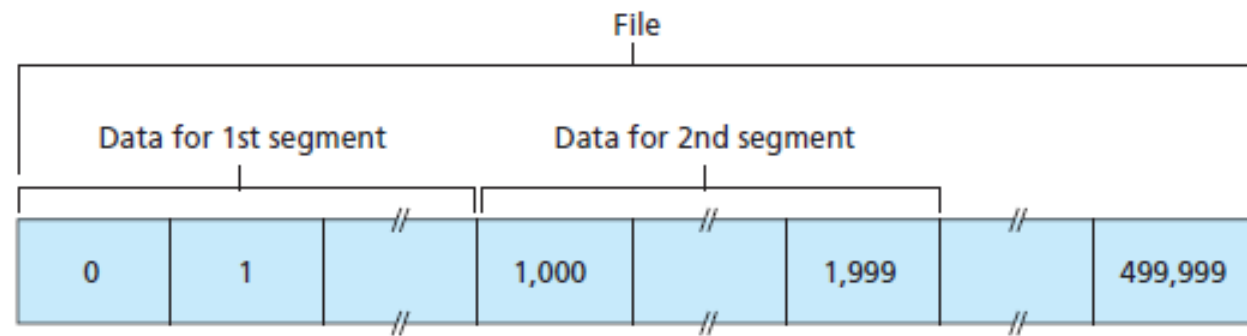 File
Data for 1st segment Data for 2nd segment
0 1 1,000 1,999 499,999